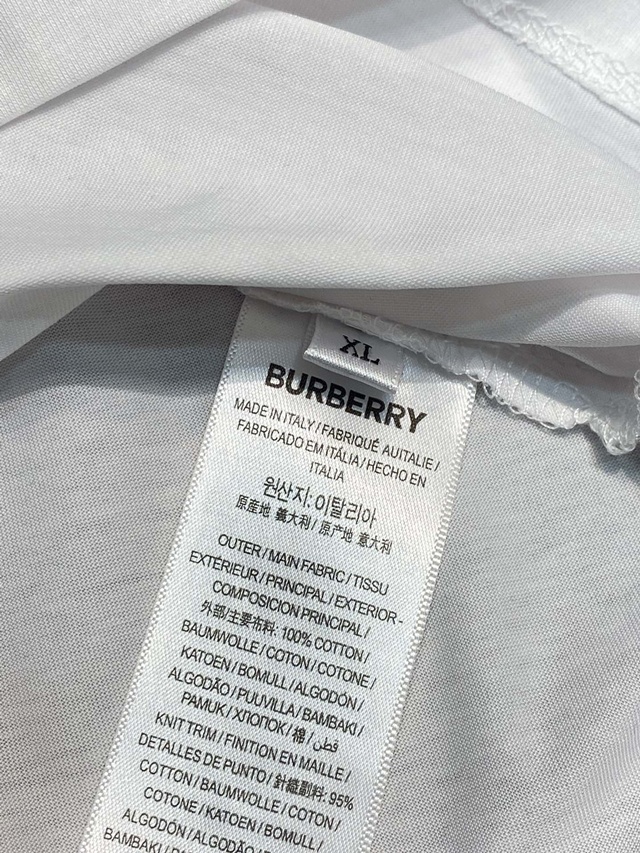 XL
BURBERRY
MADE IN ITALY / FABRIQUÉ AUITALIE /
FABRICADO EM ITÁLIA / HECHO EN
ITALIA
원산지: 이탈리아
原産地 義大利 / 原产地 意大利
OUTER / MAIN FABRIC / TISSU
EXTÉRIEUR / PRINCIPAL / EXTERIOR -
COMPOSICION PRINCIPAL /
外部/主要布料: 100% COTTON /
BAUMWOLLE / COTON / COTONE /
KATOEN / BOMULL / ALGODÓN /
ALGODÃO / PUUVILLA / BAMBAKI /
PAMUK / ХЛОПОК / 棉 / قطن /
KNIT TRIM / FINITION EN MAILLE /
DETALLES DE PUNTO / 針織副料: 95%
COTTON / BAUMWOLLE / COTON /
COTONE / KATOEN / BOMULL /
ALGODÓN / ALGODÃO /
BAMBAKI /